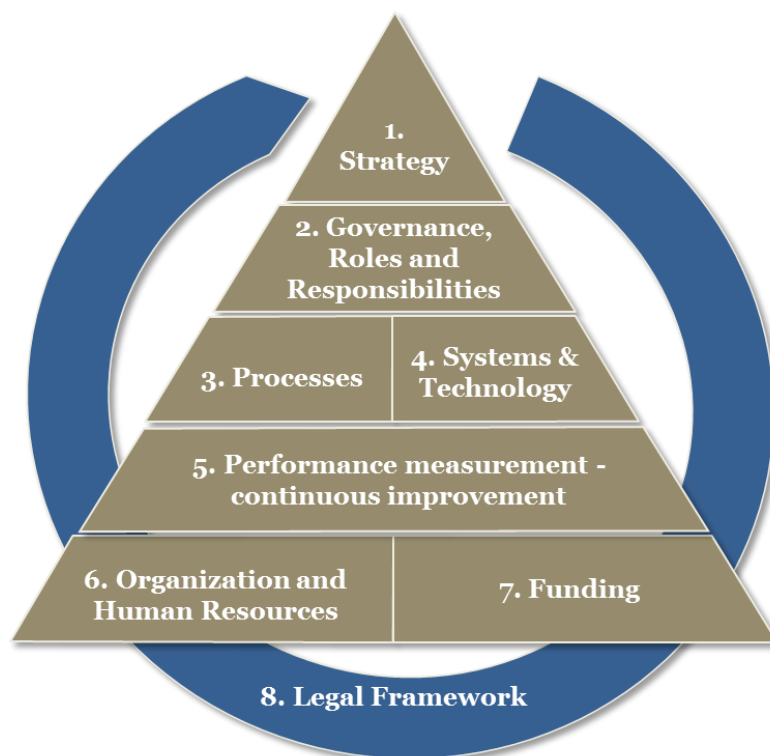 1.
Strategy
2. Governance,
Roles and
Responsibilities
3. Processes
4. Systems &
Technology
5. Performance measurement -
continuous improvement
6. Organization and
Human Resources
7. Funding
8. Legal Framework